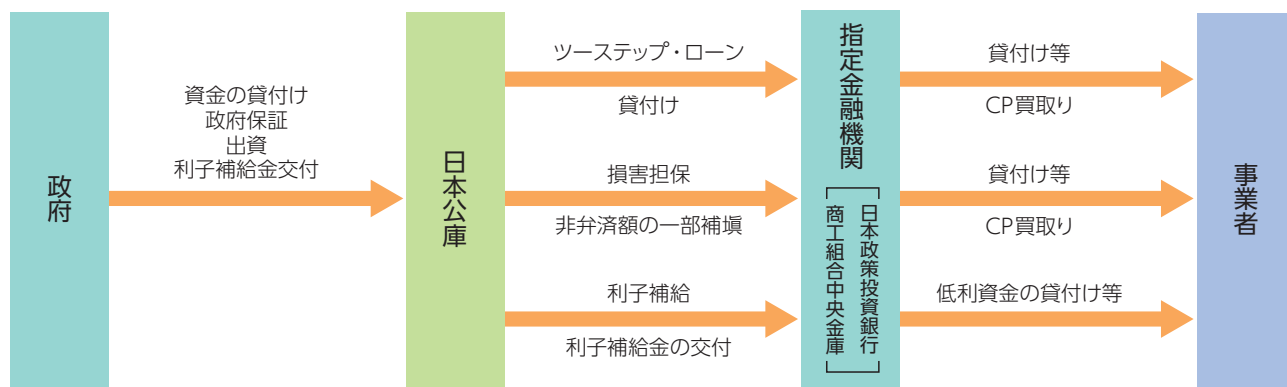 政府
資金の貸付け
政府保証
出資
利子補給金交付
日本公庫
ツーステップ・ローン
貸付け
損害担保
非弁済額の一部補塡
利子補給
利子補給金の交付
指定金融機関
日本政策投資銀行
商工組合中央金庫
貸付け等
CP買取り
貸付け等
CP買取り
低利資金の貸付け等
事業者